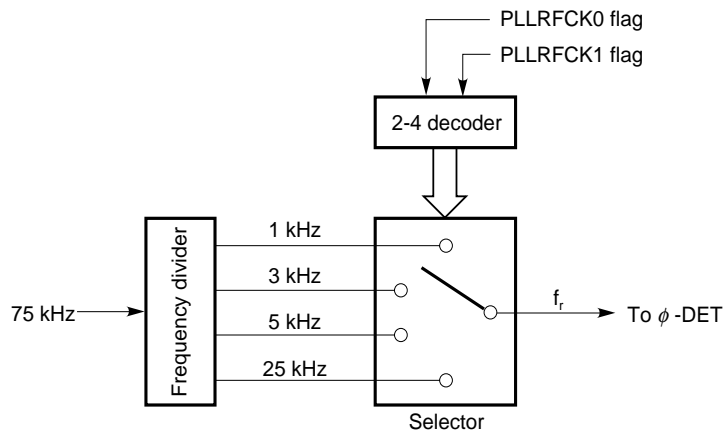 PLLRFCK0 flag
PLLRFCK1 flag
2-4 decoder
1 kHz
3 kHz
5 kHz
25 kHz
75 kHz
Frequency divider
fr
To ϕ -DET
Selector